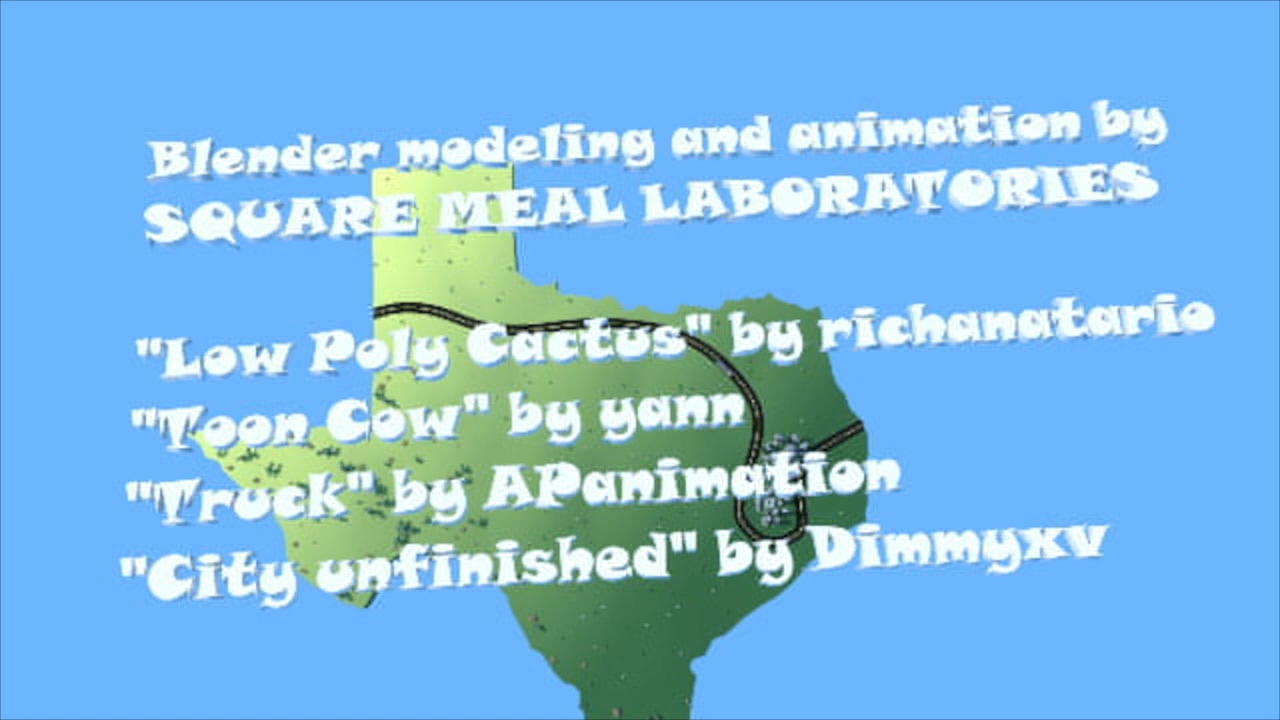 Blender modeling and animation by
SQUARE MEAL LABORATORIES
"Low Poly Cactus" by richanatario
"Toon Cow" by yann
"Truck" by APanimation
"City unfinished" by Dimmyxv